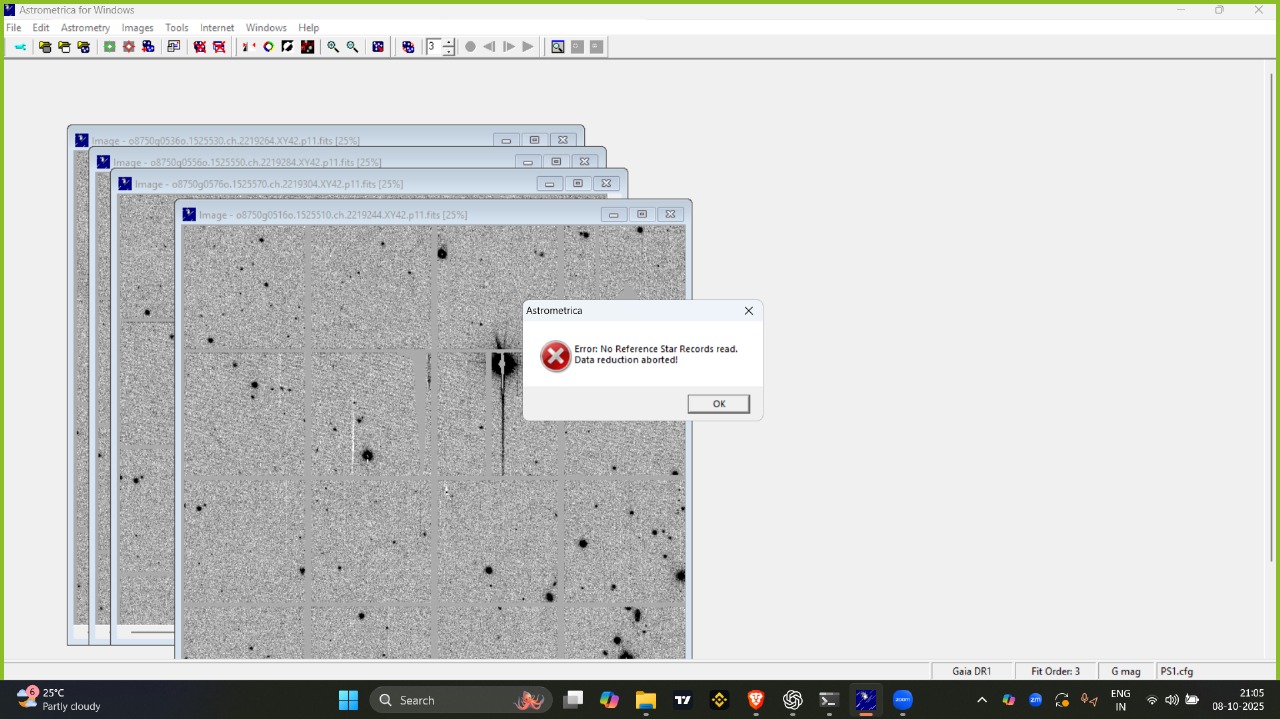 Astrometrica for Windows
File Edit Astrometry Images Tools Internet Windows Help
3
Image - o8750g0536o.1525530.ch.2219264.XY42.p11.fits [25%]
Image - o8750g0556o.1525550.ch.2219284.XY42.p11.fits [25%]
Image - o8750g0576o.1525570.ch.2219304.XY42.p11.fits [25%]
Image - o8750g0516o.1525510.ch.2219244.XY42.p11.fits [25%]
Astrometrica
Error: No Reference Star Records read.
Data reduction aborted!
OK
Gaia DR1 Fit Order: 3 G mag PS1.cfg
6
25°C
Partly cloudy
Search
zm
zoom
ENG
IN
21:05
08-10-2025